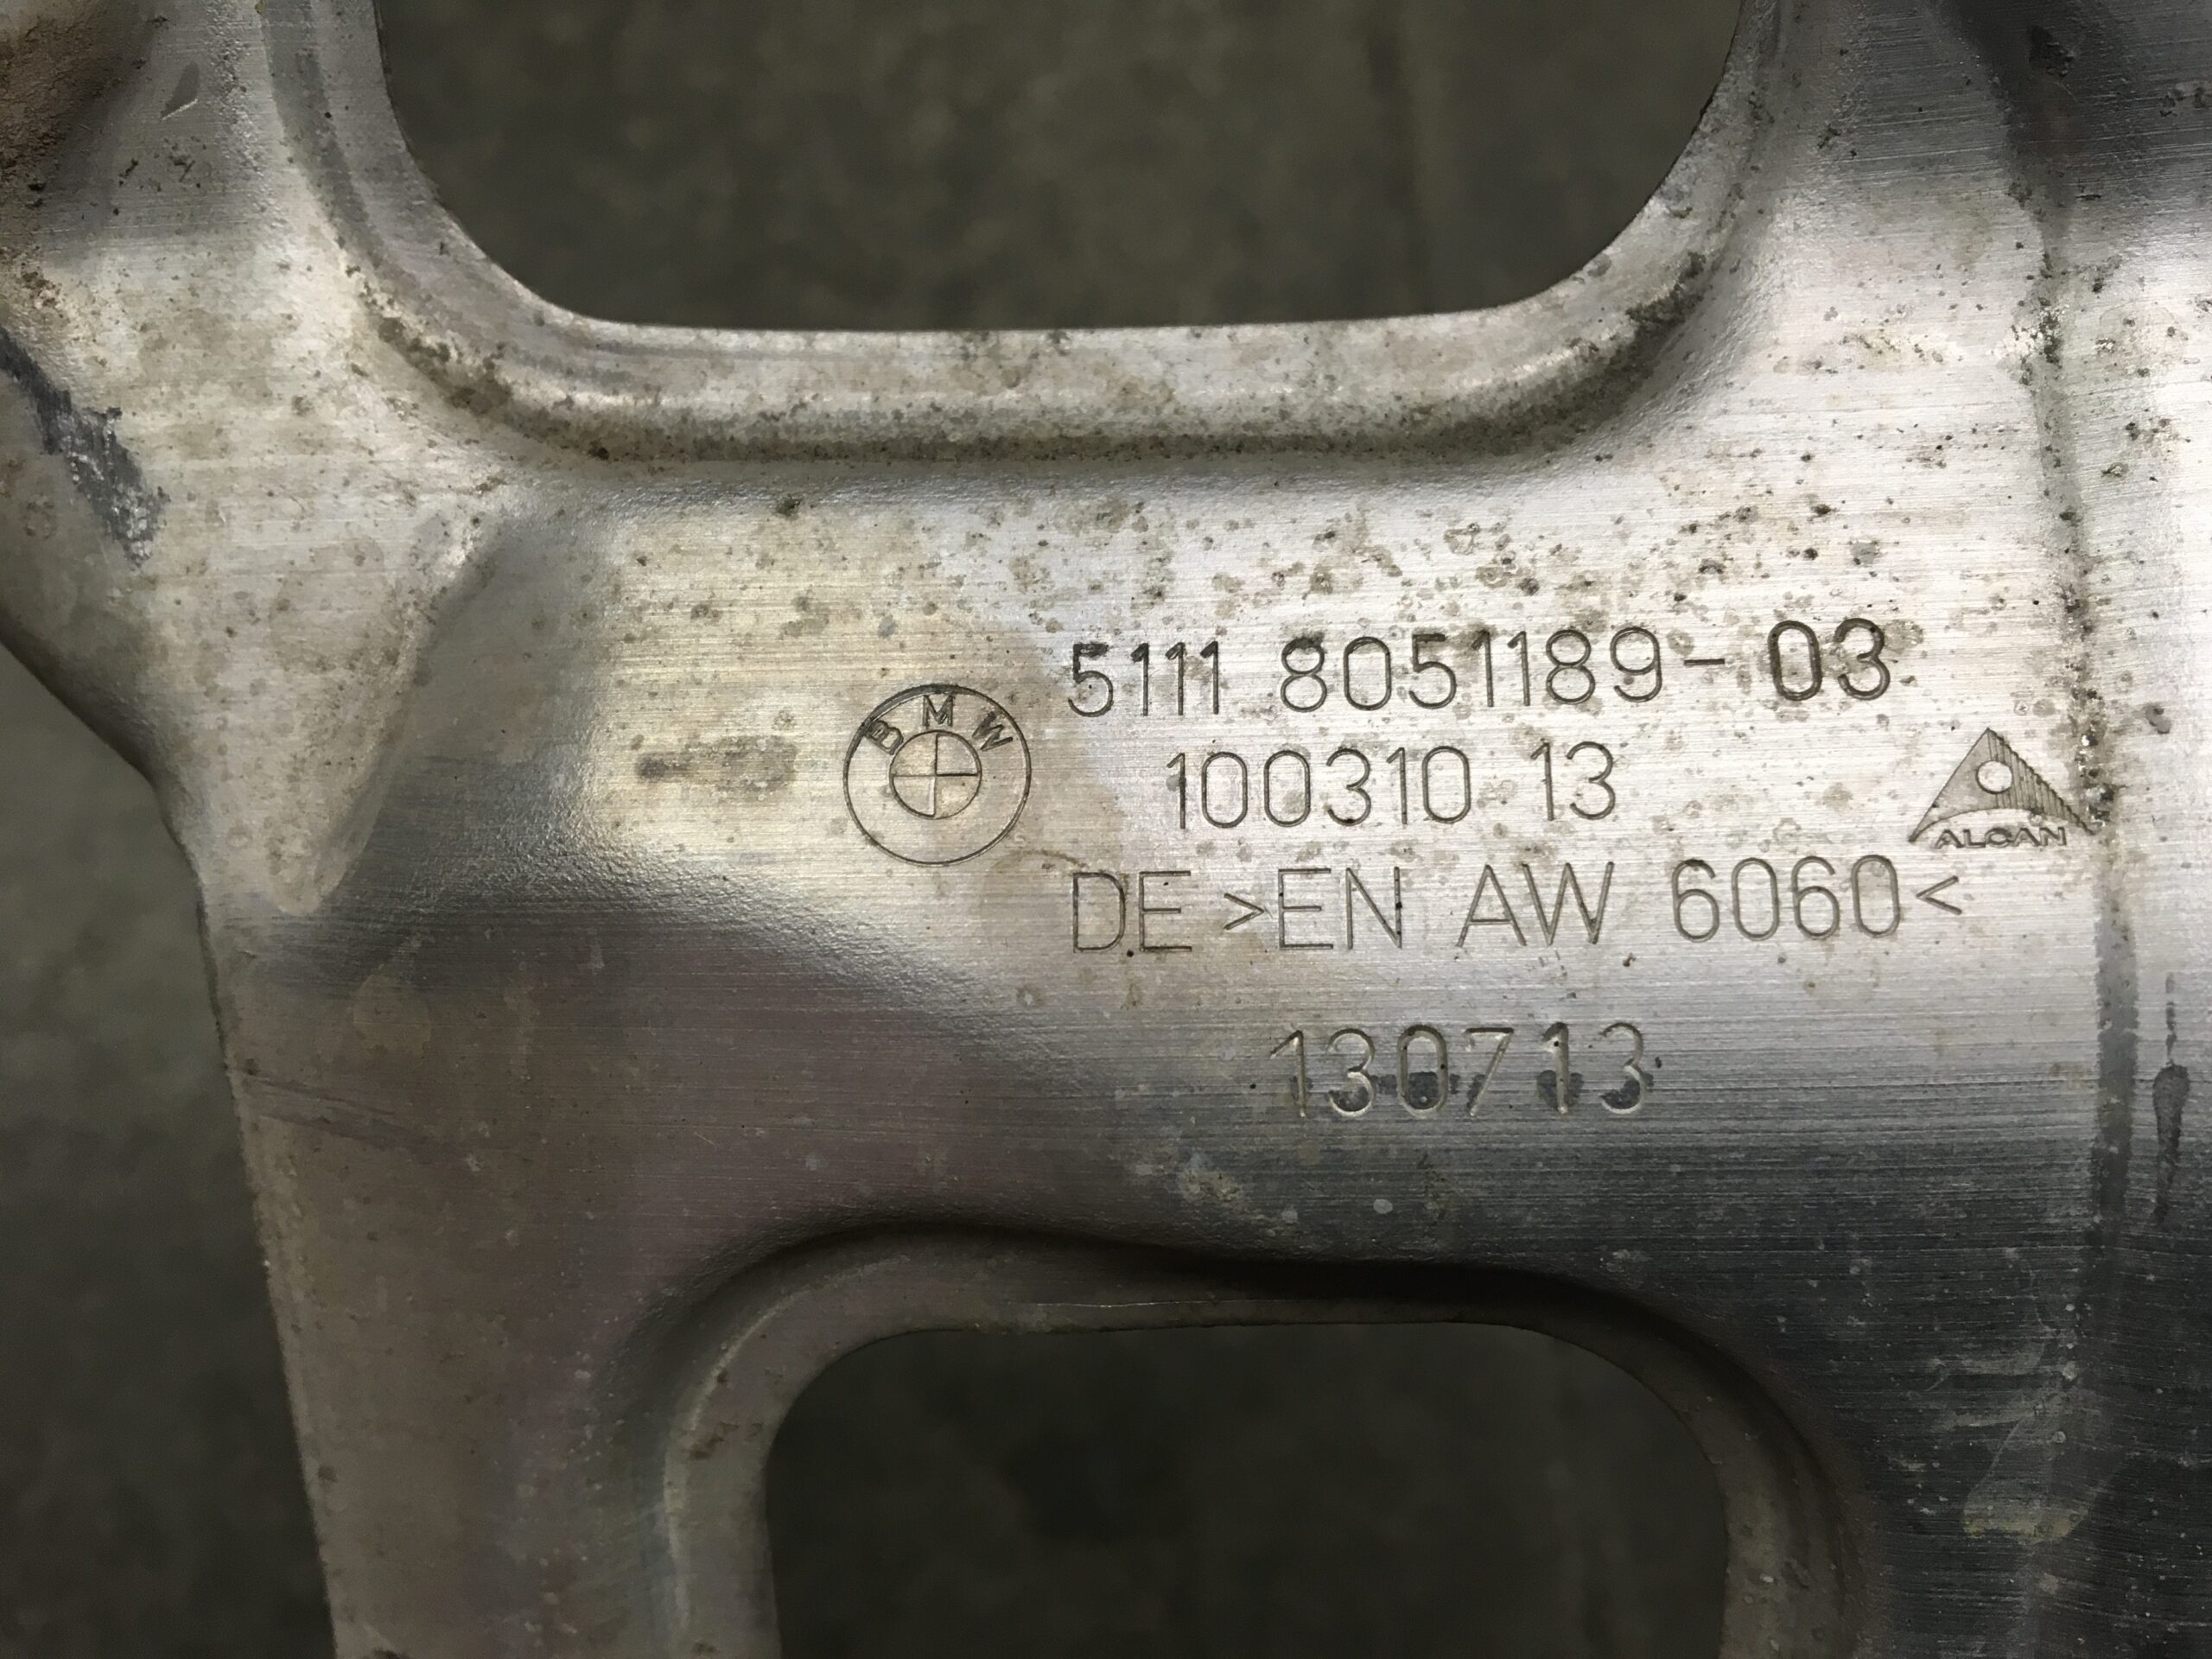 5111 8051189-03
BMW
100310 13
ALCAN
DE >EN AW 6060<
130713